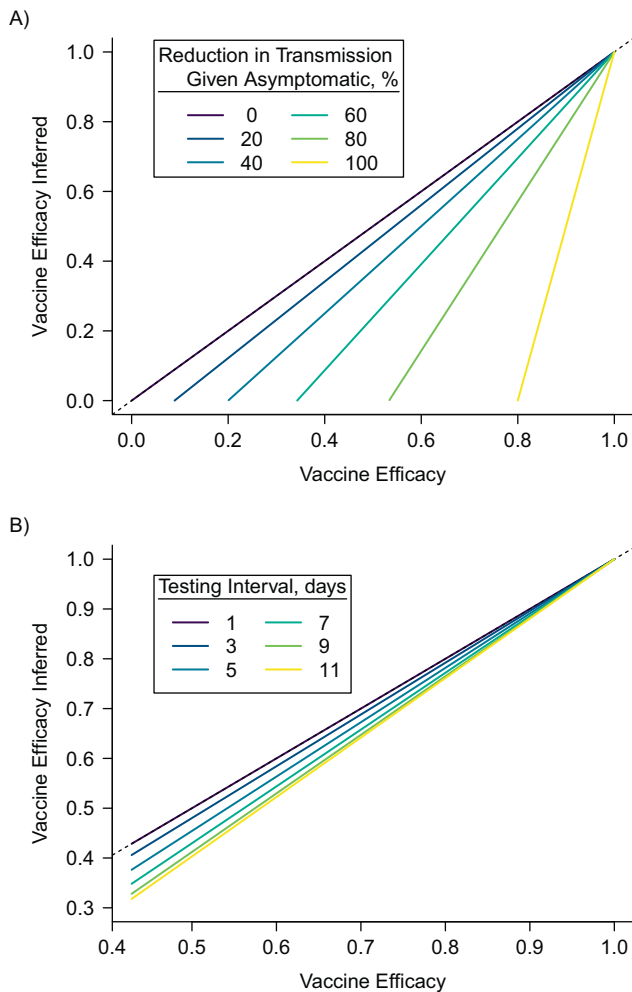 A)
Reduction in Transmission
Given Asymptomatic, %
0 60
20 80
40 100
1.0
0.8
0.6
0.4
0.2
0.0
Vaccine Efficacy Inferred
0.0 0.2 0.4 0.6 0.8 1.0
Vaccine Efficacy
B)
Testing Interval, days
1 7
3 9
5 11
1.0
0.9
0.8
0.7
0.6
0.5
0.4
0.3
Vaccine Efficacy Inferred
0.4 0.5 0.6 0.7 0.8 0.9 1.0
Vaccine Efficacy